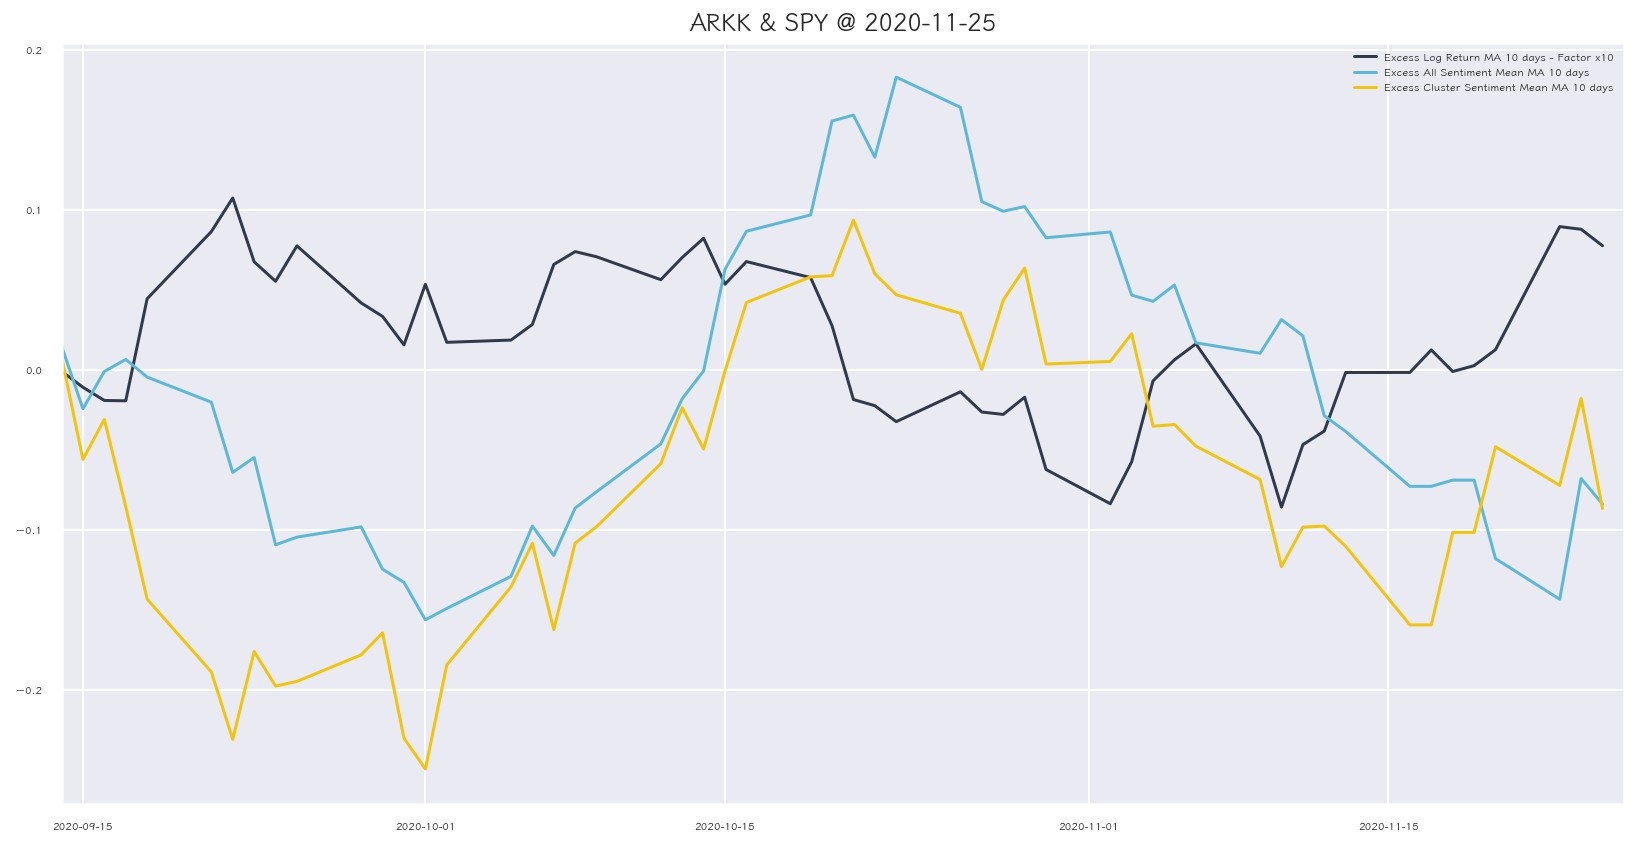 ARKK & SPY @ 2020-11-25
0.2
0.1
0.0
−0.1
−0.2
Excess Log Return MA 10 days - Factor x10
Excess All Sentiment Mean MA 10 days
Excess Cluster Sentiment Mean MA 10 days
2020-09-15 2020-10-01 2020-10-15 2020-11-01 2020-11-15